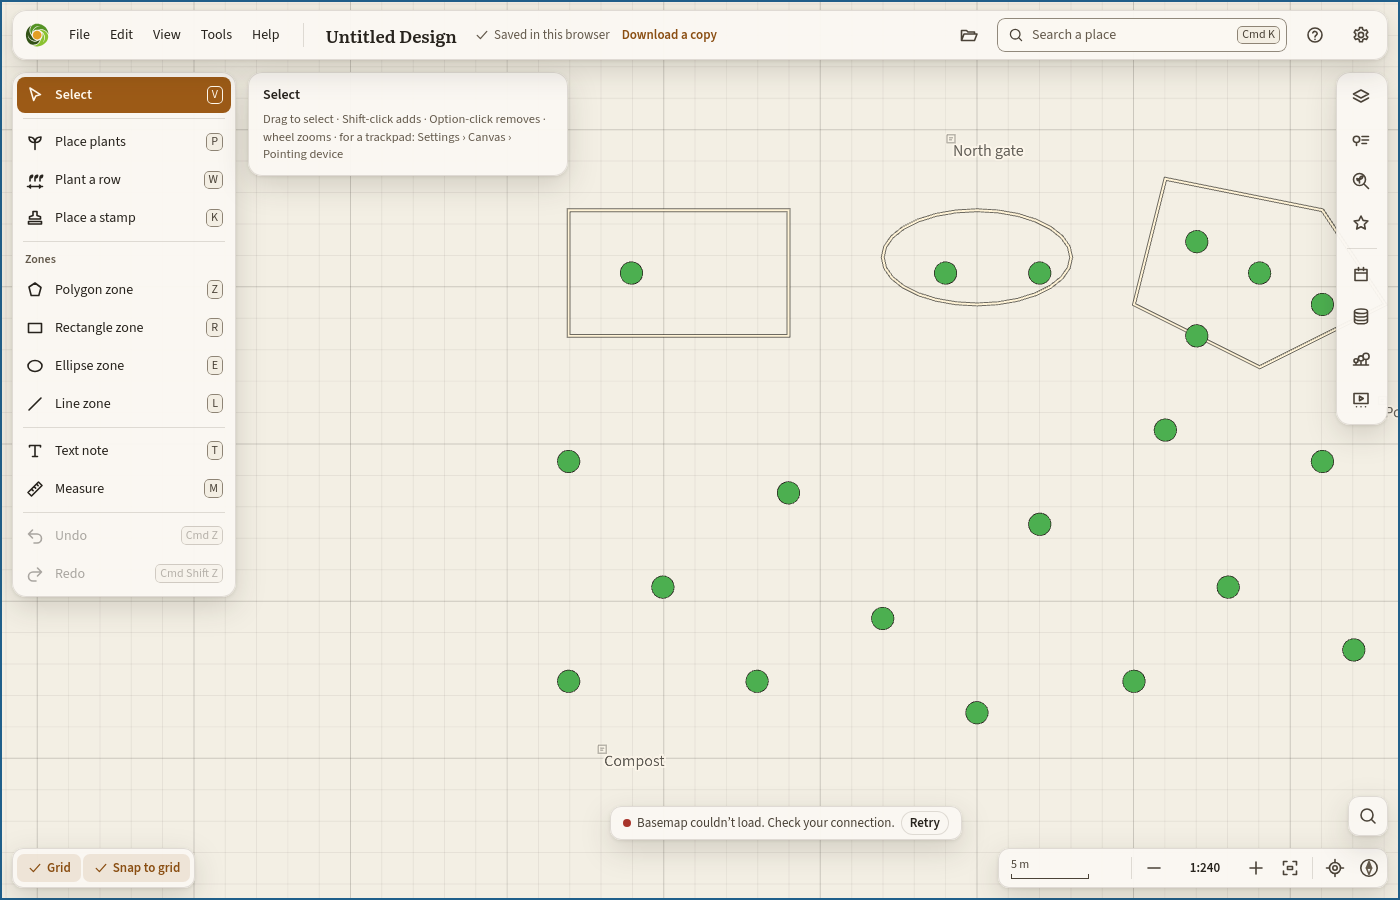 File Edit View Tools Help
Untitled Design
Saved in this browser
Download a copy
Search a place
Cmd K
Select V
Place plants P
Plant a row W
Place a stamp K
Zones
Polygon zone Z
Rectangle zone R
Ellipse zone E
Line zone L
Text note T
Measure M
Undo Cmd Z
Redo Cmd Shift Z
Select
Drag to select · Shift-click adds · Option-click removes ·
wheel zooms · for a trackpad: Settings › Canvas ›
Pointing device
North gate
Compost
Basemap couldn’t load. Check your connection. Retry
Grid
Snap to grid
5 m
1:240